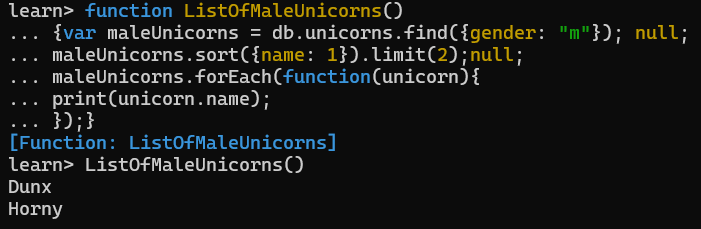 learn> function ListOfMaleUnicorns()
... {var maleUnicorns = db.unicorns.find({gender: "m"}); null;
... maleUnicorns.sort({name: 1}).limit(2);null;
... maleUnicorns.forEach(function(unicorn){
... print(unicorn.name);
... });}
[Function: ListOfMaleUnicorns]
learn> ListOfMaleUnicorns()
Dunx
Horny